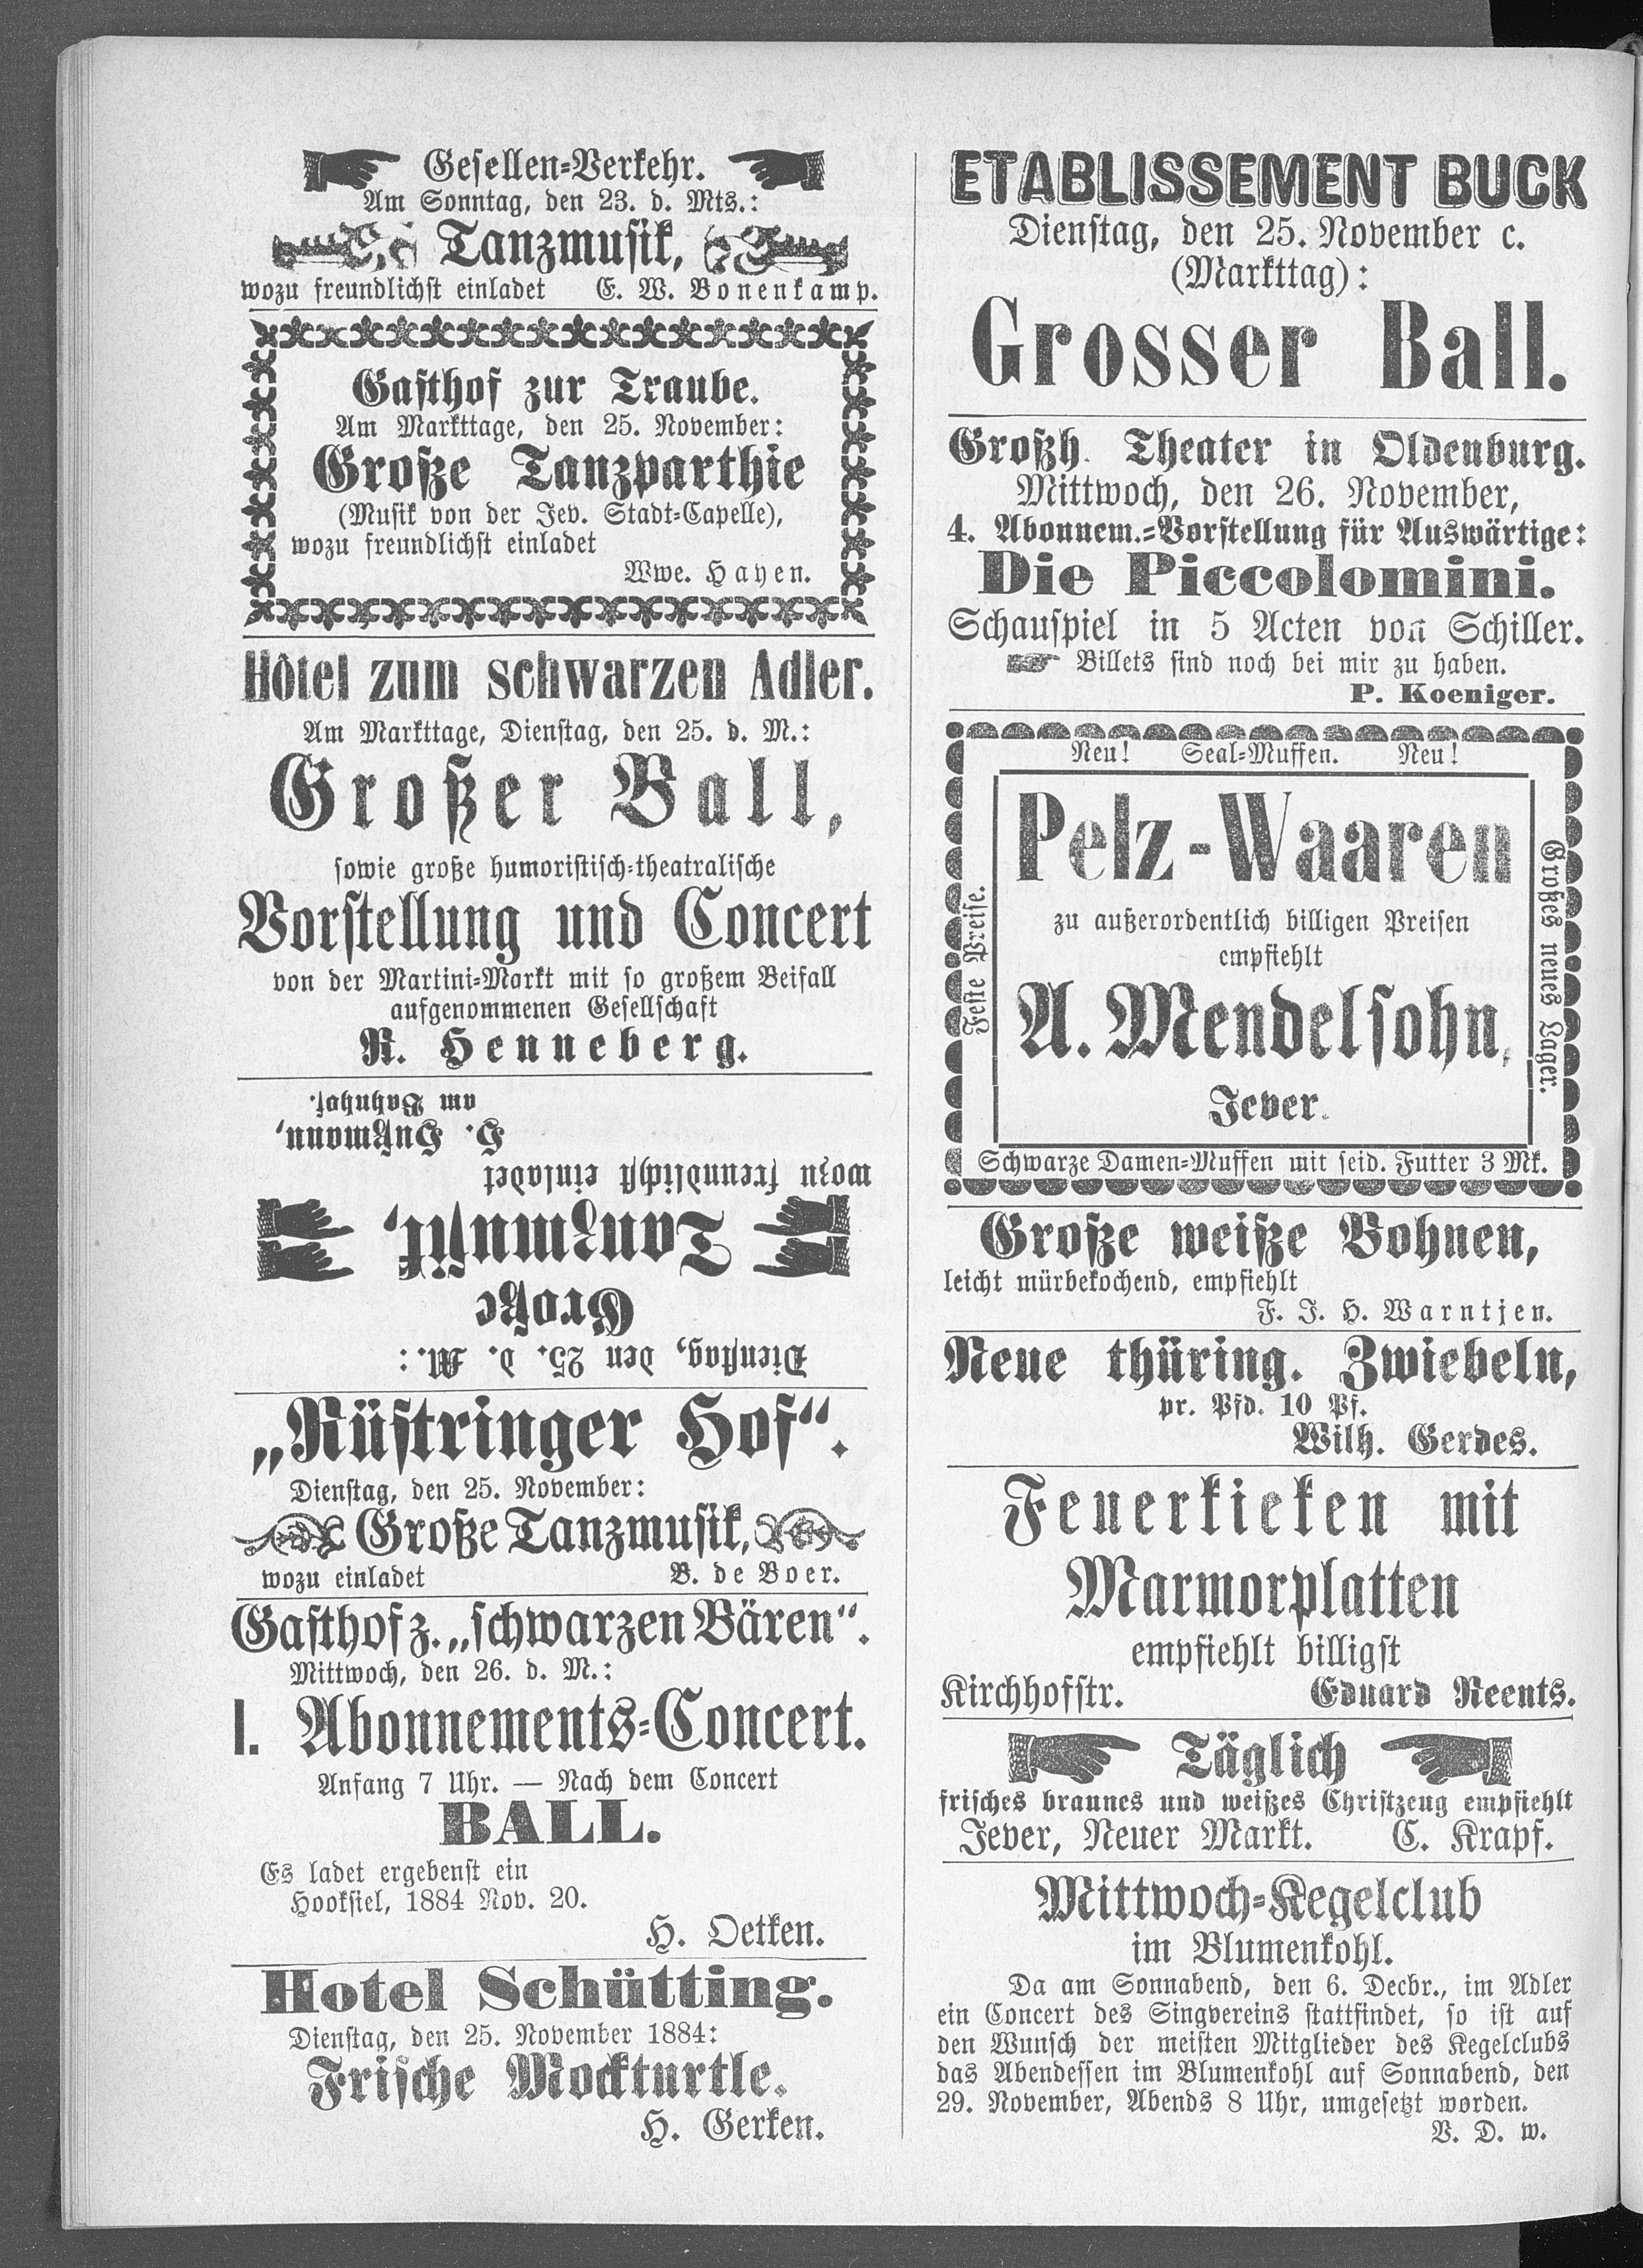 Gesellen-Verkehr.
Am Sonntag, den 23. d. Mts.:
Tanzmusik,
wozu freundlichst einladet E. W. Bonenkamp.
Gasthof zur Traube.
Am Markttage, den 25. November:
Große Tanzparthie
(Musik von der Jev. Stadt-Capelle),
wozu freundlichst einladet
Wwe. Hayen.
Hôtel zum schwarzen Adler.
Am Markttage, Dienstag, den 25. d. M.:
Großer Ball,
sowie große humoristisch-theatralische
Vorstellung und Concert
von der Martini-Markt mit so großem Beifall
aufgenommenen Gesellschaft
R. Henneberg.
Dienstag, den 25. d. M.:
Große
Tanzmusik,
wozu freundlichst einladet
H. Hußmann,
am Bahnhof.
„Rüstringer Hof“.
Dienstag, den 25. November:
Große Tanzmusik,
wozu einladet B. de Boer.
Gasthof z. „schwarzen Bären“.
Mittwoch, den 26. d. M.:
I. Abonnements-Concert.
Anfang 7 Uhr. — Nach dem Concert
BALL.
Es ladet ergebenst ein
Hooksiel, 1884 Nov. 20.
H. Oetken.
Hotel Schütting.
Dienstag, den 25. November 1884:
Frische Mockturtle.
H. Gerken.
ETABLISSEMENT BUCK
Dienstag, den 25. November c.
(Markttag):
Grosser Ball.
Großh. Theater in Oldenburg.
Mittwoch, den 26. November,
4. Abonnem.-Vorstellung für Auswärtige:
Die Piccolomini.
Schauspiel in 5 Acten von Schiller.
Billets sind noch bei mir zu haben.
P. Koeniger.
Neu! Seal-Muffen. Neu!
Feste Preise.
Pelz-Waaren
zu außerordentlich billigen Preisen
empfiehlt
A. Mendelsohn,
Jever.
Großes neues Lager.
Schwarze Damen-Muffen mit seid. Futter 3 Mk.
Große weiße Bohnen,
leicht mürbekochend, empfiehlt
F. J. H. Warntjen.
Neue thüring. Zwiebeln,
pr. Pfd. 10 Pf.
Wilh. Gerdes.
Feuerkieken mit
Marmorplatten
empfiehlt billigst
Kirchhofstr. Eduard Reents.
Täglich
frisches braunes und weißes Christzeug empfiehlt
Jever, Neuer Markt. C. Krapf.
Mittwoch-Kegelclub
im Blumenkohl.
Da am Sonnabend, den 6. Decbr., im Adler
ein Concert des Singvereins stattfindet, so ist auf
den Wunsch der meisten Mitglieder des Kegelclubs
das Abendessen im Blumenkohl auf Sonnabend, den
29. November, Abends 8 Uhr, umgesetzt worden.
V. D. w.